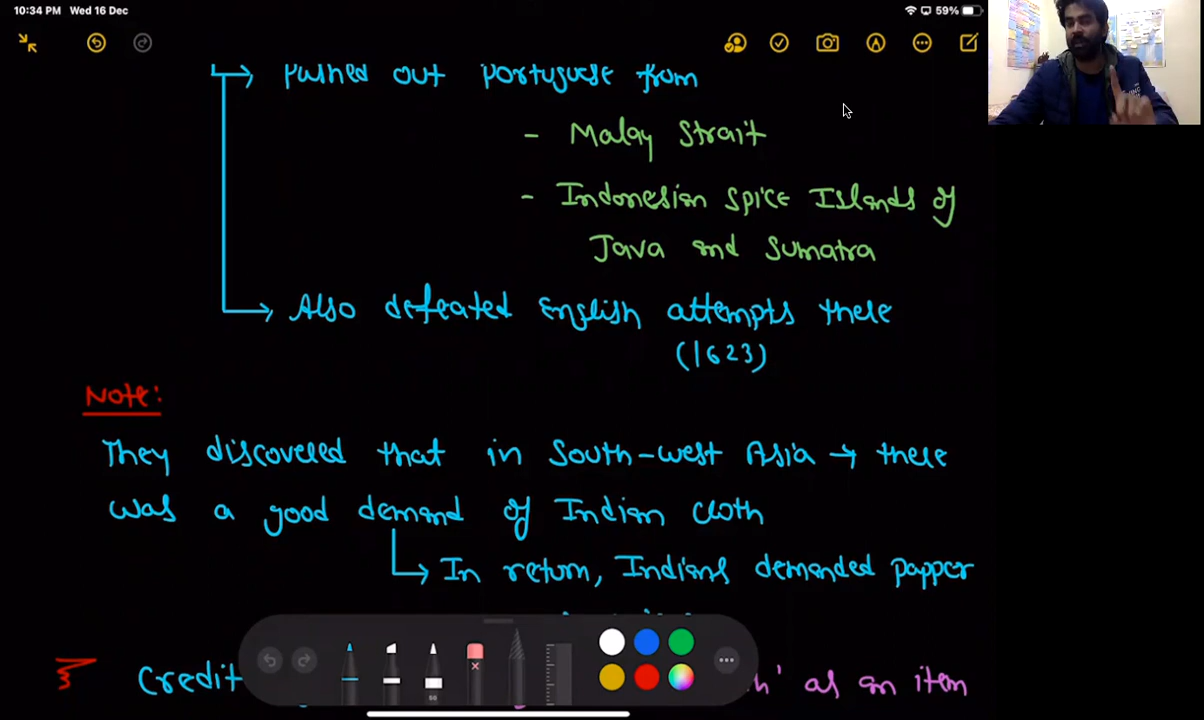 10:34 PM Wed 16 Dec
59%
Pushed out Portuguese from
- Malay Strait
- Indonesian Spice Islands of
Java and Sumatra
Also defeated English attempts there
(1623)
Note:
They discovered that in South-west Asia → there
was a good demand of Indian cloth
In return, Indians demanded papper
Credit
h' as an item